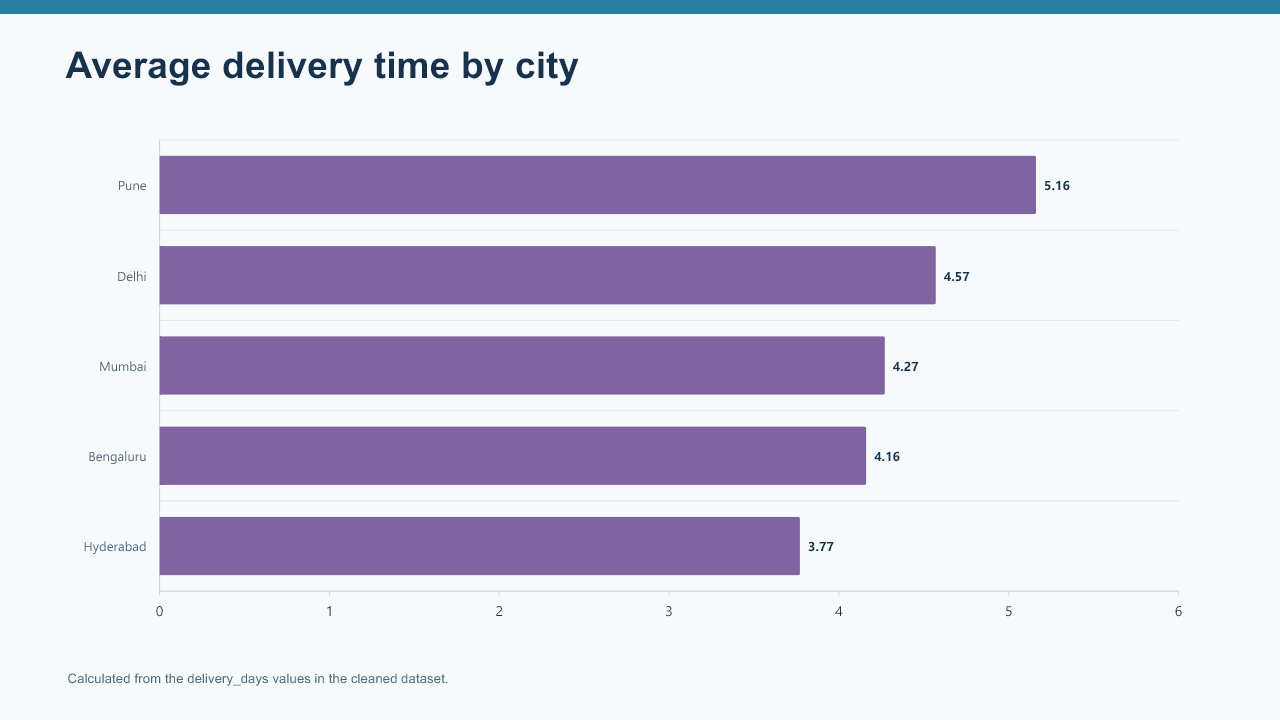 Average delivery time by city
Pune
5.16
Delhi
4.57
Mumbai
4.27
Bengaluru
4.16
Hyderabad
3.77
0 1 2 3 4 5 6
Calculated from the delivery_days values in the cleaned dataset.